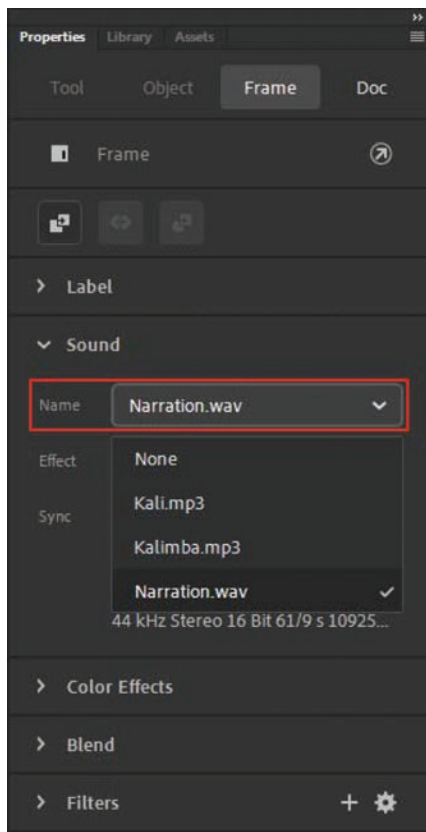 Properties Library Assets
Tool Object Frame Doc
Frame
Label
Sound
Name Narration.wav
Effect None
Kali.mp3
Sync
Kalimba.mp3
Narration.wav
44 kHz Stereo 16 Bit 61/9 s 10925...
Color Effects
Blend
Filters